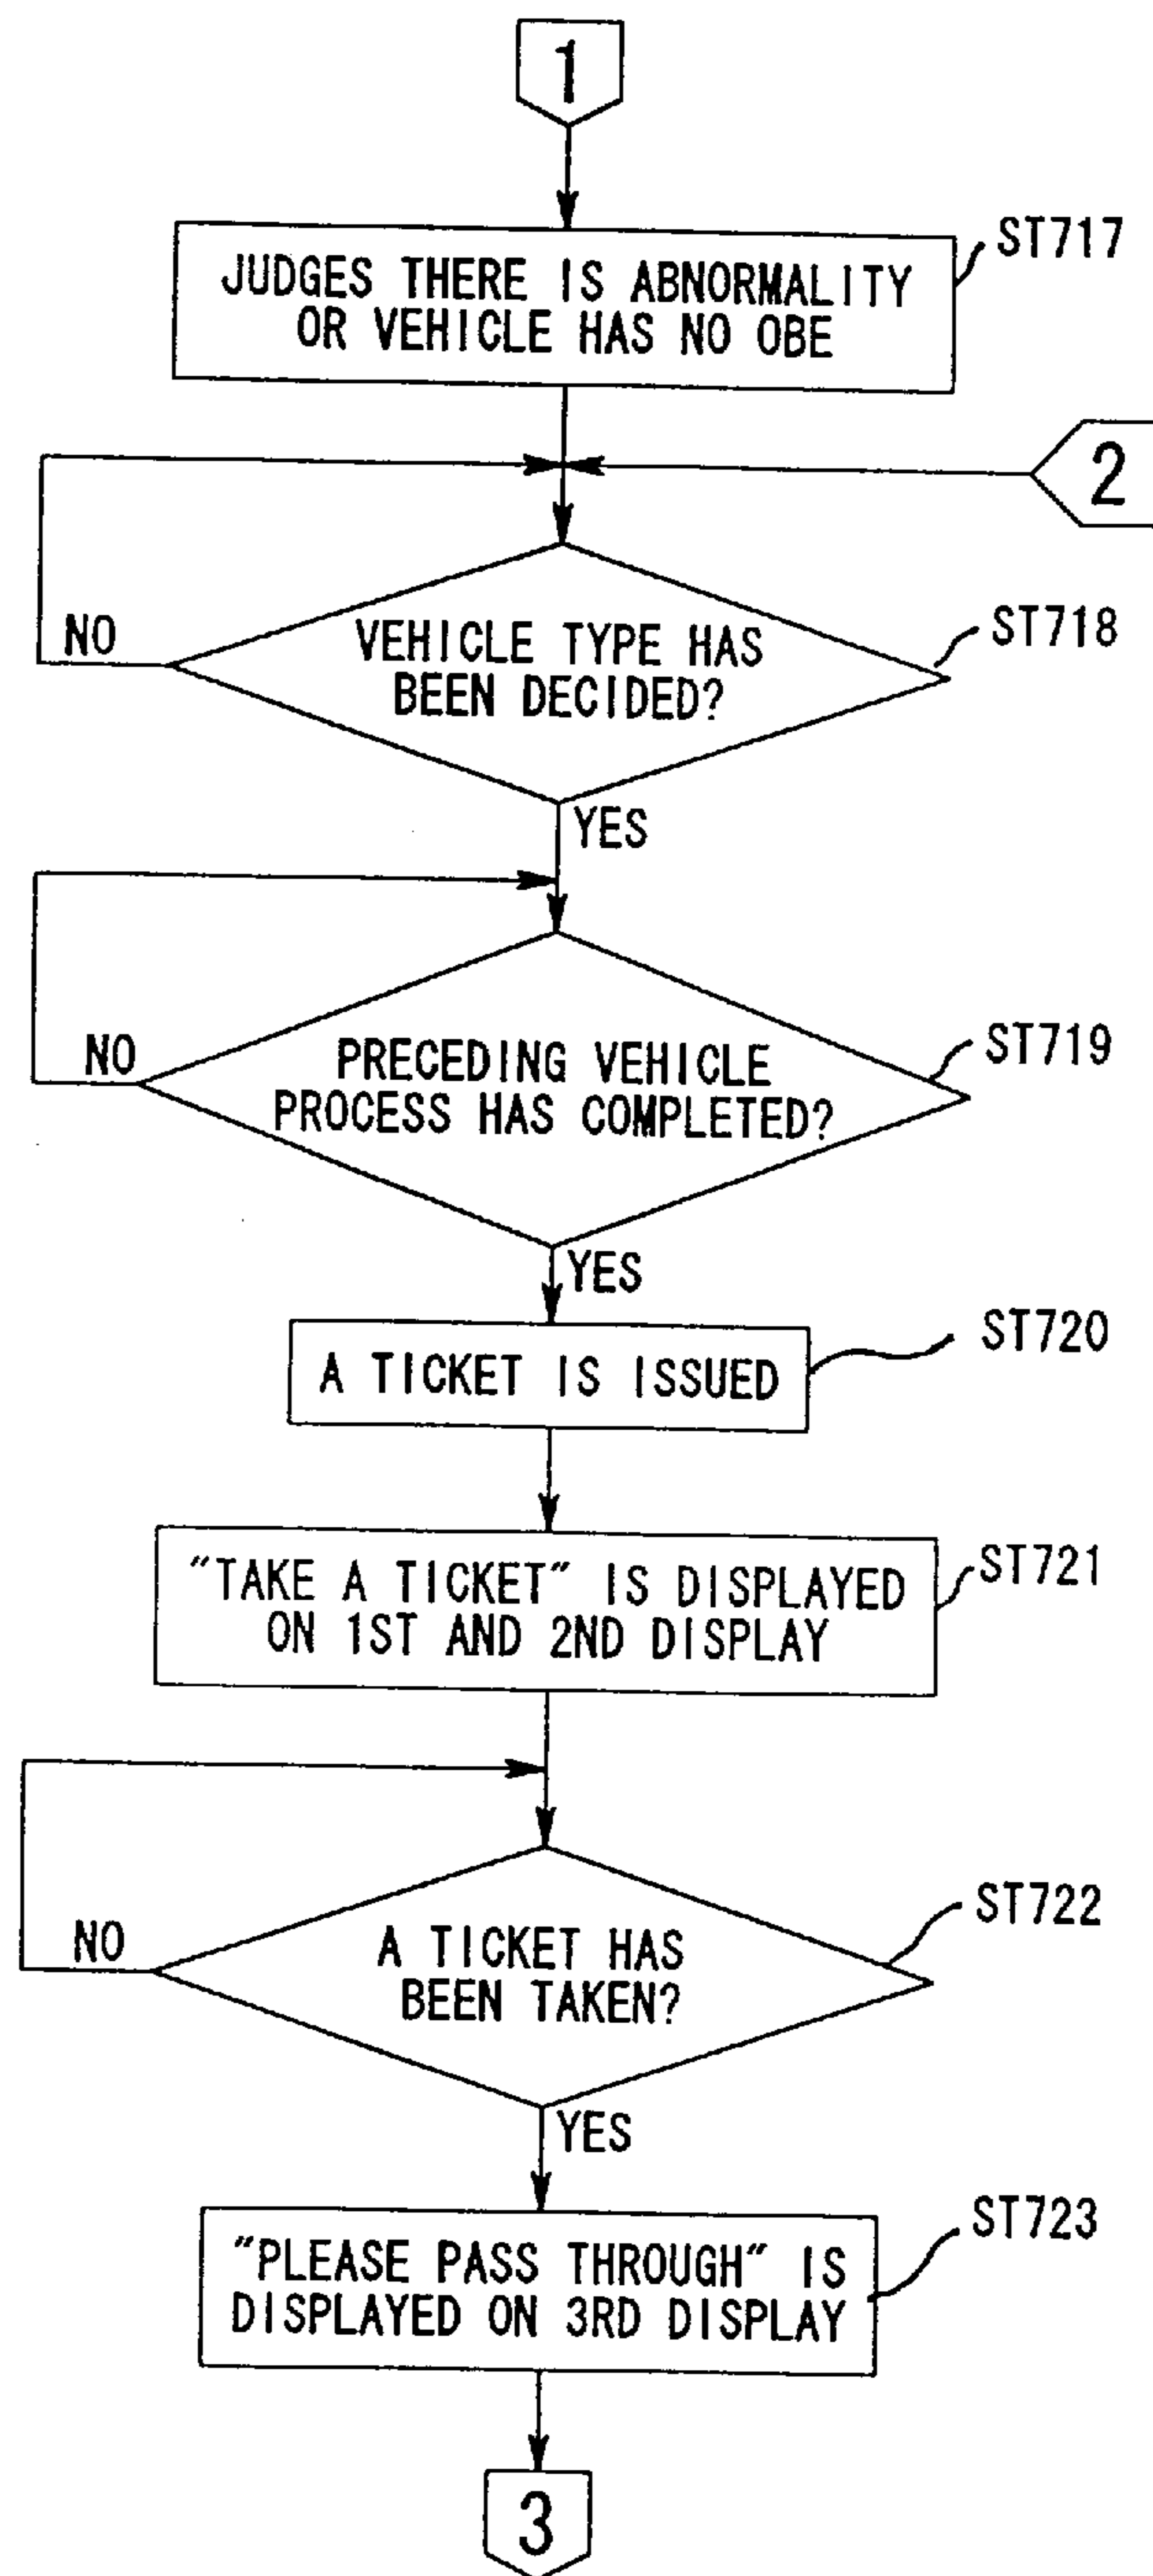 1
ST717
JUDGES THERE IS ABNORMALITY
OR VEHICLE HAS NO OBE
2
ST718
NO
VEHICLE TYPE HAS
BEEN DECIDED?
YES
ST719
NO
PRECEDING VEHICLE
PROCESS HAS COMPLETED?
YES
ST720
A TICKET IS ISSUED
ST721
"TAKE A TICKET" IS DISPLAYED
ON 1ST AND 2ND DISPLAY
ST722
NO
A TICKET HAS
BEEN TAKEN?
YES
ST723
"PLEASE PASS THROUGH" IS
DISPLAYED ON 3RD DISPLAY
3